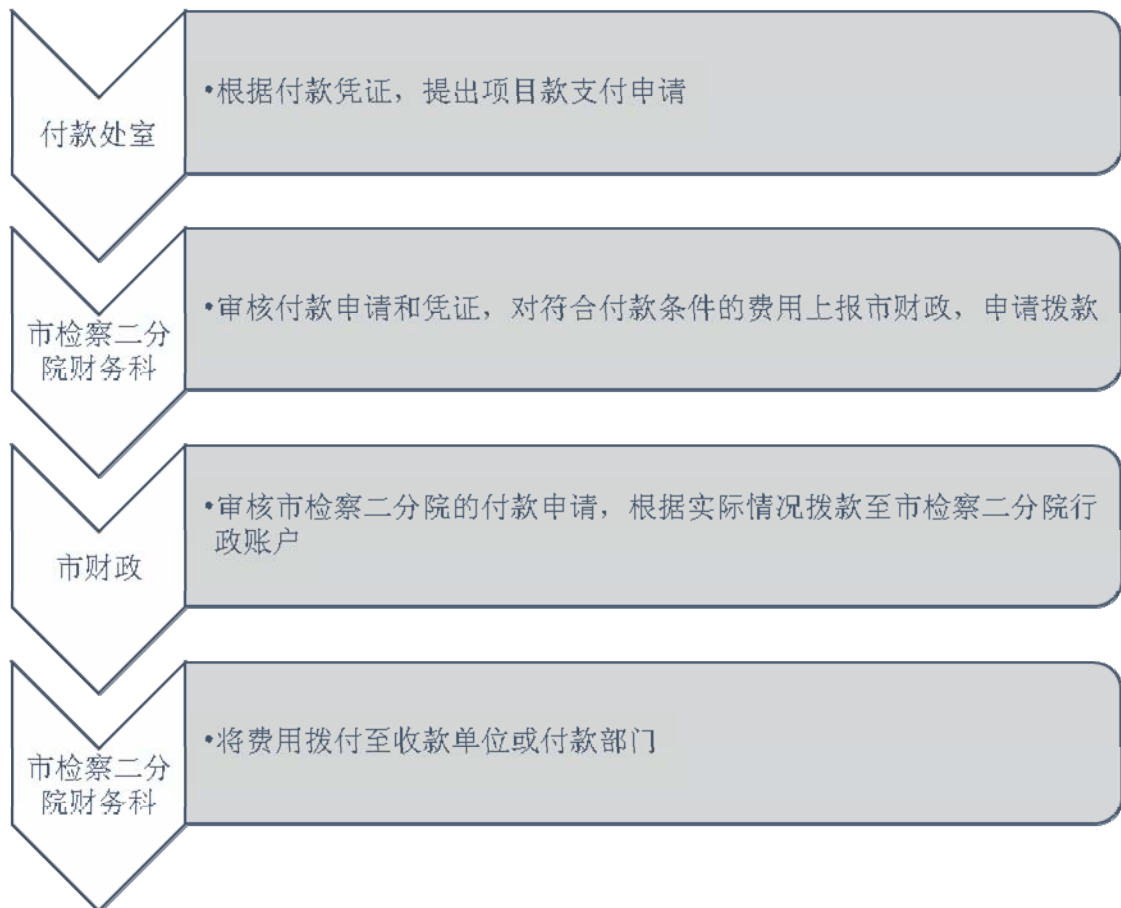 付款处室
•根据付款凭证，提出项目款支付申请
市检察二分
院财务科
•审核付款申请和凭证，对符合付款条件的费用上报市财政，申请拨款
市财政
•审核市检察二分院的付款申请，根据实际情况拨款至市检察二分院行
政账户
市检察二分
院财务科
•将费用拨付至收款单位或付款部门